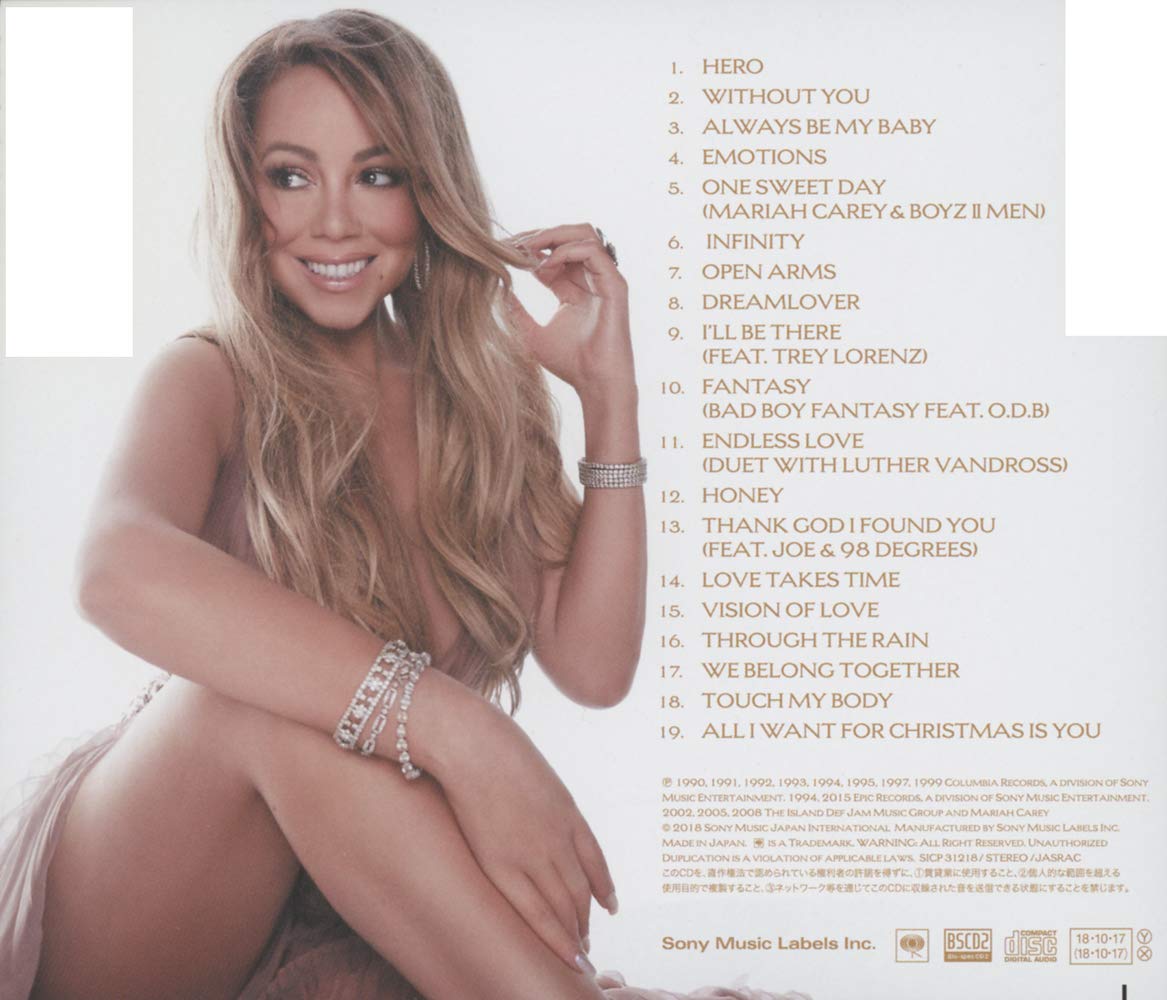 1. HERO
2. WITHOUT YOU
3. ALWAYS BE MY BABY
4. EMOTIONS
5. ONE SWEET DAY
(MARIAH CAREY & BOYZ II MEN)
6. INFINITY
7. OPEN ARMS
8. DREAMLOVER
9. I'LL BE THERE
(FEAT. TREY LORENZ)
10. FANTASY
(BAD BOY FANTASY FEAT. O.D.B)
11. ENDLESS LOVE
(DUET WITH LUTHER VANDROSS)
12. HONEY
13. THANK GOD I FOUND YOU
(FEAT. JOE & 98 DEGREES)
14. LOVE TAKES TIME
15. VISION OF LOVE
16. THROUGH THE RAIN
17. WE BELONG TOGETHER
18. TOUCH MY BODY
19. ALL I WANT FOR CHRISTMAS IS YOU
℗ 1990, 1991, 1992, 1993, 1994, 1995, 1997, 1999 COLUMBIA RECORDS, A DIVISION OF SONY
MUSIC ENTERTAINMENT. 1994, 2015 EPIC RECORDS, A DIVISION OF SONY MUSIC ENTERTAINMENT.
2002, 2005, 2008 THE ISLAND DEF JAM MUSIC GROUP AND MARIAH CAREY
© 2018 SONY MUSIC JAPAN INTERNATIONAL MANUFACTURED BY SONY MUSIC LABELS INC.
MADE IN JAPAN. IS A TRADEMARK. WARNING: ALL RIGHT RESERVED. UNAUTHORIZED
DUPLICATION IS A VIOLATION OF APPLICABLE LAWS. SICP 31218 / STEREO / JASRAC
このCDを、著作権法で認められている権利者の許諾を得ずに、①賃貸業に使用すること、②個人的な範囲を超える
使用目的で複製すること、③ネットワーク等を通じてこのCDに収録された音を送信できる状態にすることを禁じます。
Sony Music Labels Inc. BSCD2 Blu-spec CD2 COMPACT disc DIGITAL AUDIO 18·10·17 Ⓨ
(18·10·17) Ⓧ